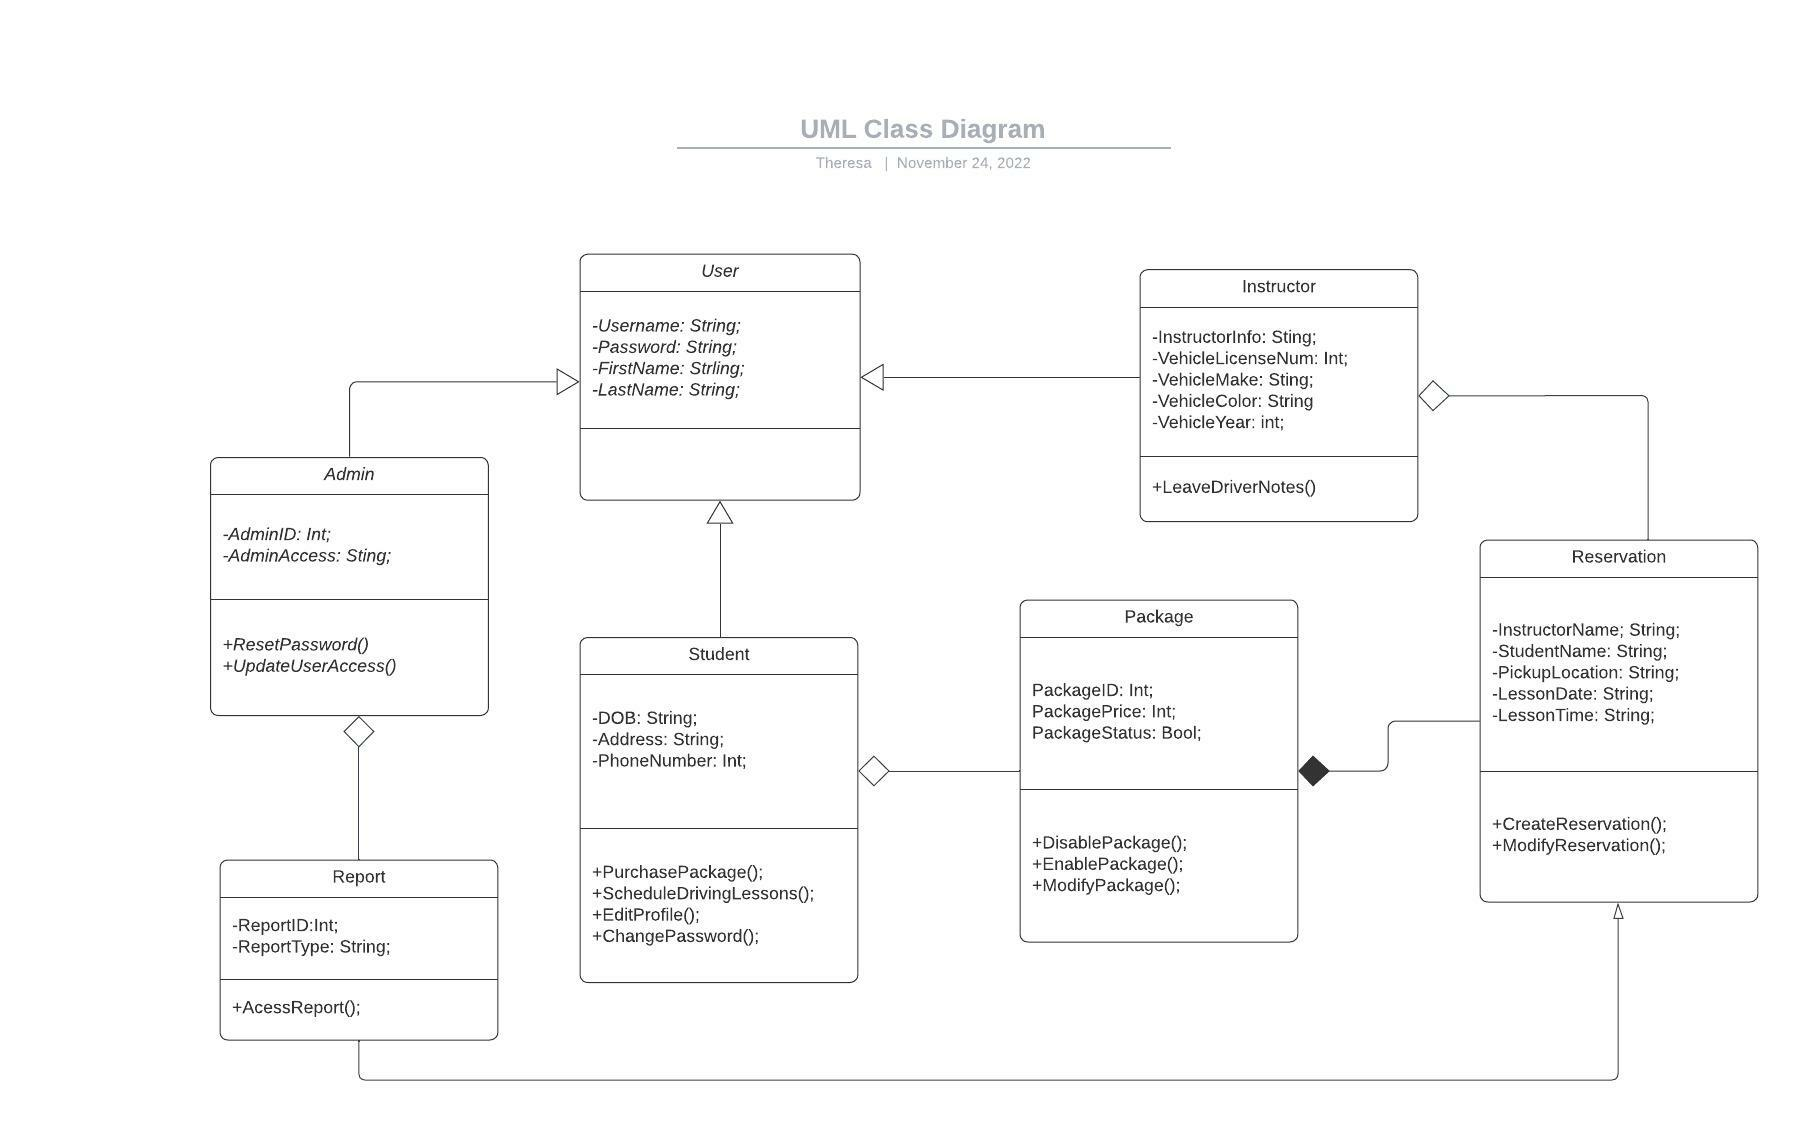 UML Class Diagram
Theresa | November 24, 2022
User
-Username: String;
-Password: String;
-FirstName: Strling;
-LastName: String;
Instructor
-InstructorInfo: Sting;
-VehicleLicenseNum: Int;
-VehicleMake: Sting;
-VehicleColor: String
-VehicleYear: int;
+LeaveDriverNotes()
Admin
-AdminID: Int;
-AdminAccess: Sting;
+ResetPassword()
+UpdateUserAccess()
Student
-DOB: String;
-Address: String;
-PhoneNumber: Int;
+PurchasePackage();
+ScheduleDrivingLessons();
+EditProfile();
+ChangePassword();
Package
PackageID: Int;
PackagePrice: Int;
PackageStatus: Bool;
+DisablePackage();
+EnablePackage();
+ModifyPackage();
Reservation
-InstructorName; String;
-StudentName: String;
-PickupLocation: String;
-LessonDate: String;
-LessonTime: String;
+CreateReservation();
+ModifyReservation();
Report
-ReportID:Int;
-ReportType: String;
+AcessReport();